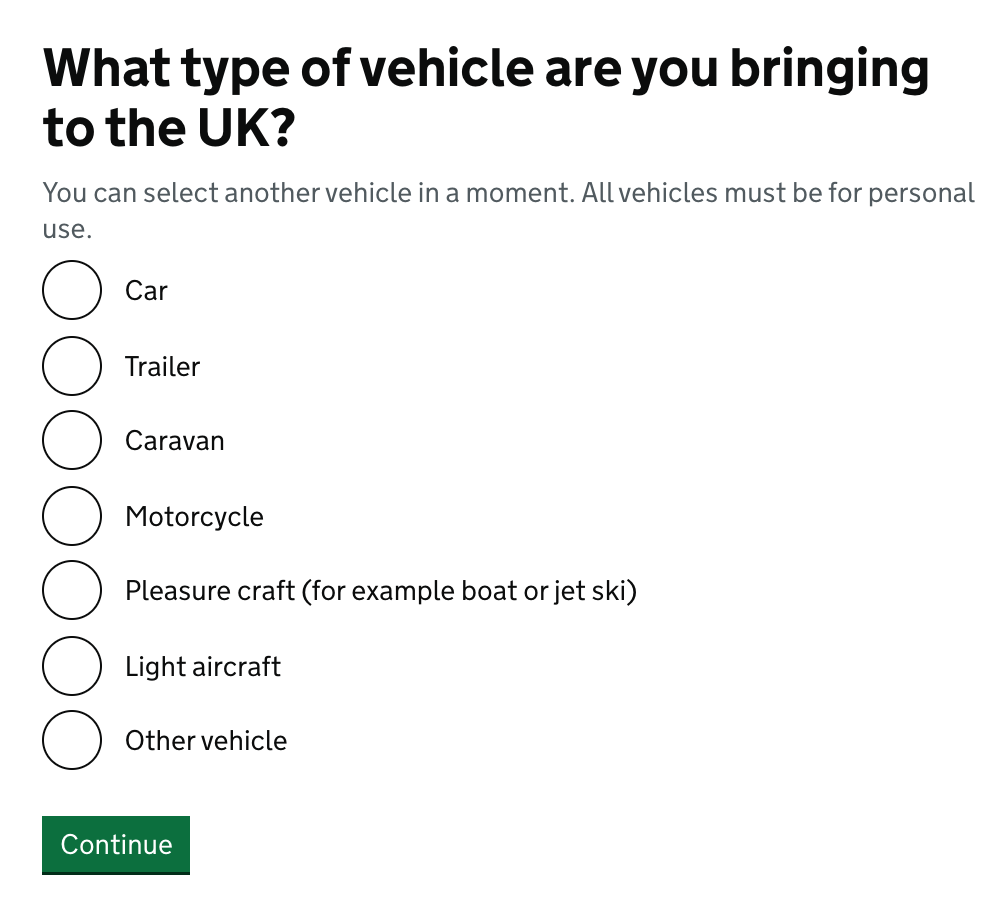 What type of vehicle are you bringing
to the UK?
You can select another vehicle in a moment. All vehicles must be for personal
use.
Car
Trailer
Caravan
Motorcycle
Pleasure craft (for example boat or jet ski)
Light aircraft
Other vehicle
Continue